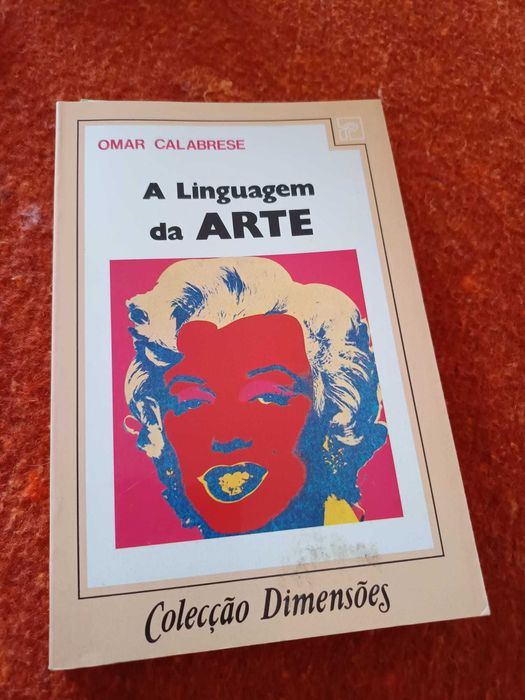 OMAR CALABRESE
A Linguagem
da ARTE
Colecção Dimensões